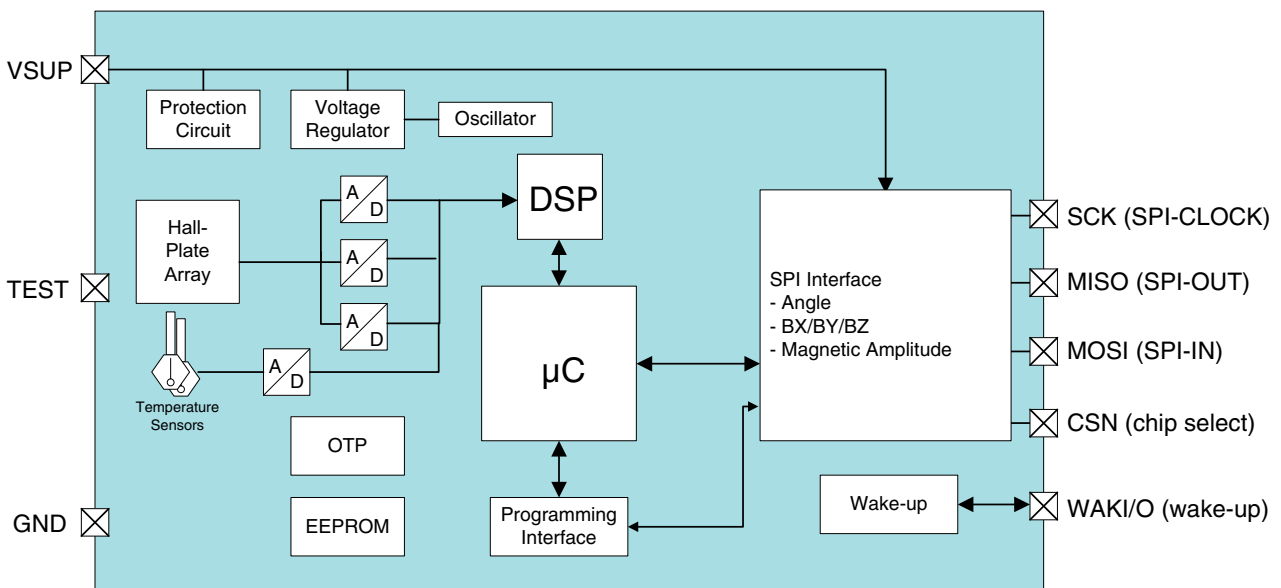 VSUP
Protection
Circuit
Voltage
Regulator
Oscillator
A
D
DSP
Hall-
Plate
Array
A
D
SCK (SPI-CLOCK)
TEST
SPI Interface
- Angle
- BX/BY/BZ
- Magnetic Amplitude
MISO (SPI-OUT)
A
D
MOSI (SPI-IN)
A
D
µC
Temperature
Sensors
CSN (chip select)
OTP
GND
EEPROM
Programming
Interface
Wake-up
WAKI/O (wake-up)